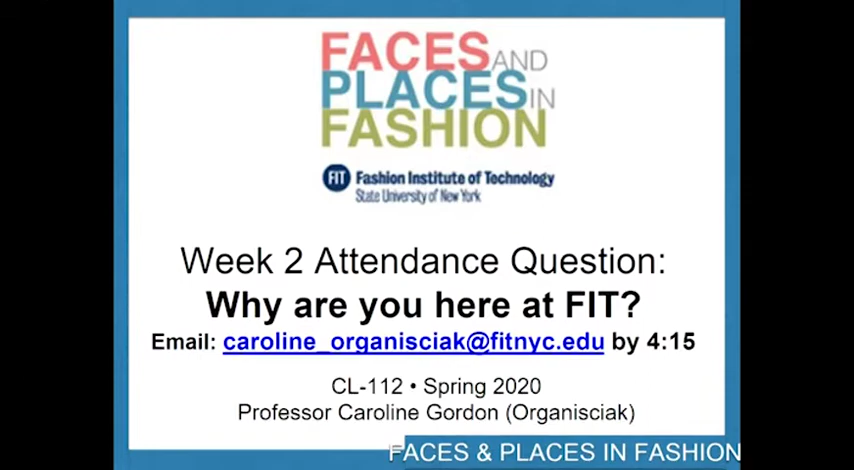 FACES AND
PLACES IN
FASHION
FIT Fashion Institute of Technology
State University of New York
Week 2 Attendance Question:
Why are you here at FIT?
Email: caroline_organisciak@fitnyc.edu by 4:15
CL-112 • Spring 2020
Professor Caroline Gordon (Organisciak)
FACES & PLACES IN FASHION